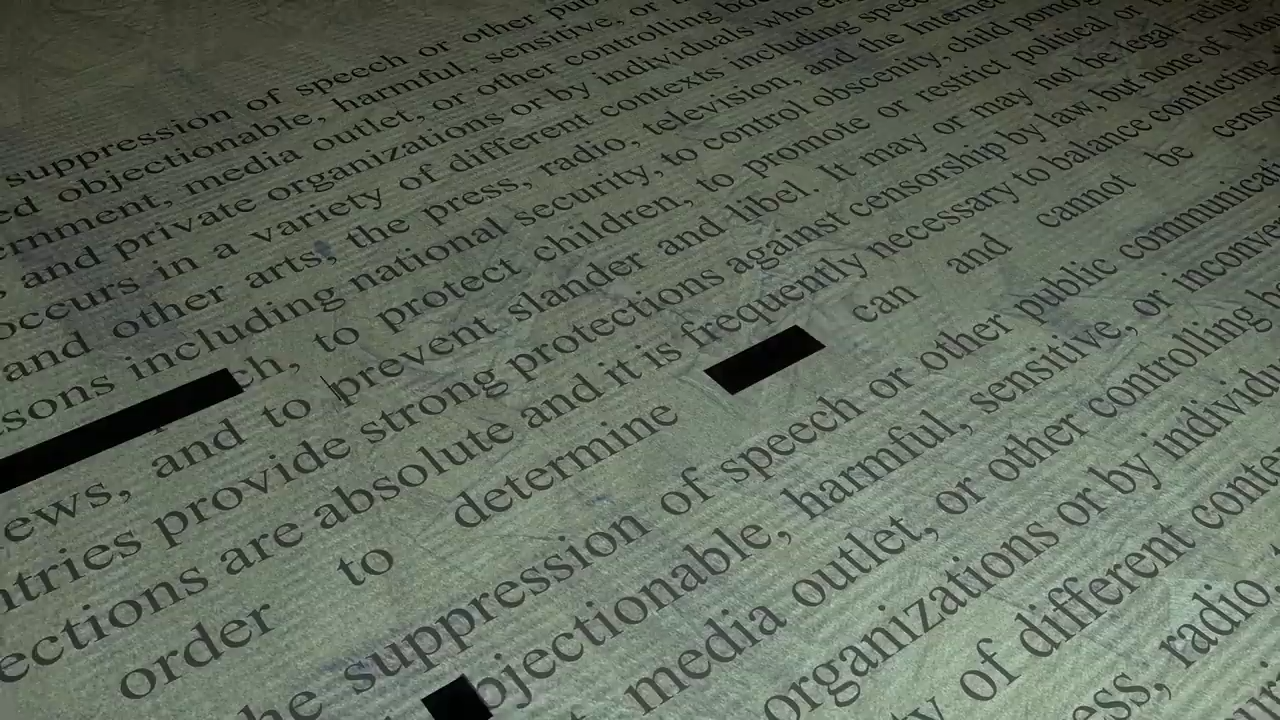 suppression of speech or other pub
ed objectionable, harmful, sensitive, or
ernment, media outlet, or other controlling bo
s and private organizations or by individuals who e
occurs in a variety of different contexts including speec
and other arts, the press, radio, television, and the Internet
sons including national security, to control obscenity, child pornog
ch, to protect children, to promote or restrict political or
ews, and to prevent slander and libel. It may or may not be legal
ntries provide strong protections against censorship by law, but none of
ections are absolute and it is frequently necessary to balance conflicting
order to determine can and cannot be censo
he suppression of speech or other public communicati
bjectionable, harmful, sensitive, or inconve
media outlet, or other controlling b
organizations or by individu
y of different conte
ess, radio,